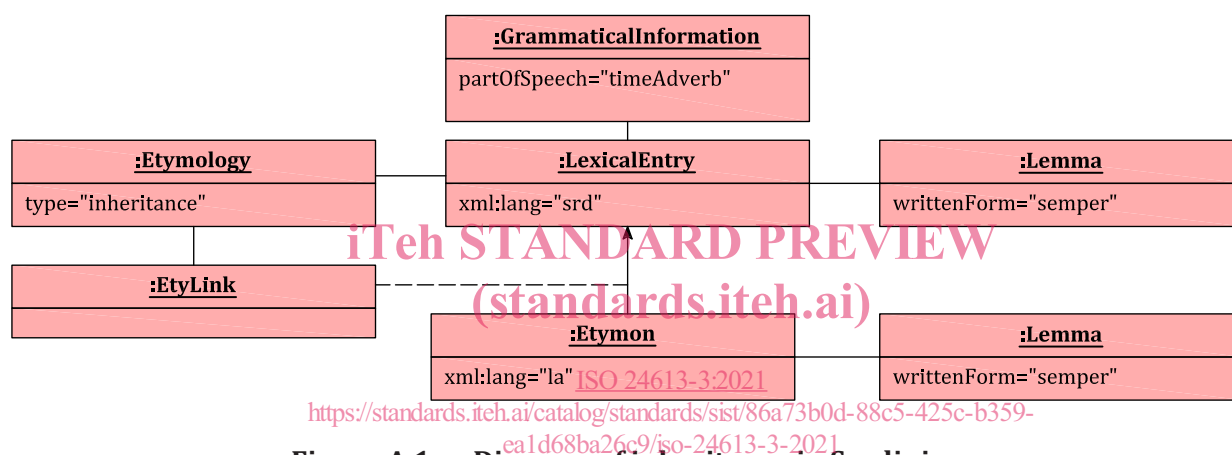 :GrammaticalInformation
partOfSpeech="timeAdverb"
:Etymology
type="inheritance"
:LexicalEntry
xml:lang="srd"
:Lemma
writtenForm="semper"
iTeh STANDARD PREVIEW
(standards.iteh.ai)
:EtyLink
:Etymon
xml:lang="la"
:Lemma
writtenForm="semper"
ISO 24613-3:2021
https://standards.iteh.ai/catalog/standards/sist/86a73b0d-88c5-425c-b359-
ea1d68ba26c9/iso-24613-3-2021